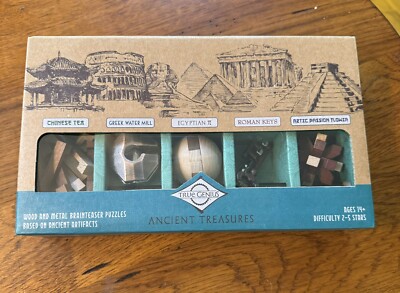 CHINESE TEA
GREEK WATER MILL
EGYPTIAN π
ROMAN KEYS
AZTEC PASSION FLOWER
TRUE GENIUS
WOOD AND METAL BRAINTEASER PUZZLES
BASED ON ANCIENT ARTIFACTS
ANCIENT TREASURES
AGES 14+
DIFFICULTY 2-5 STARS